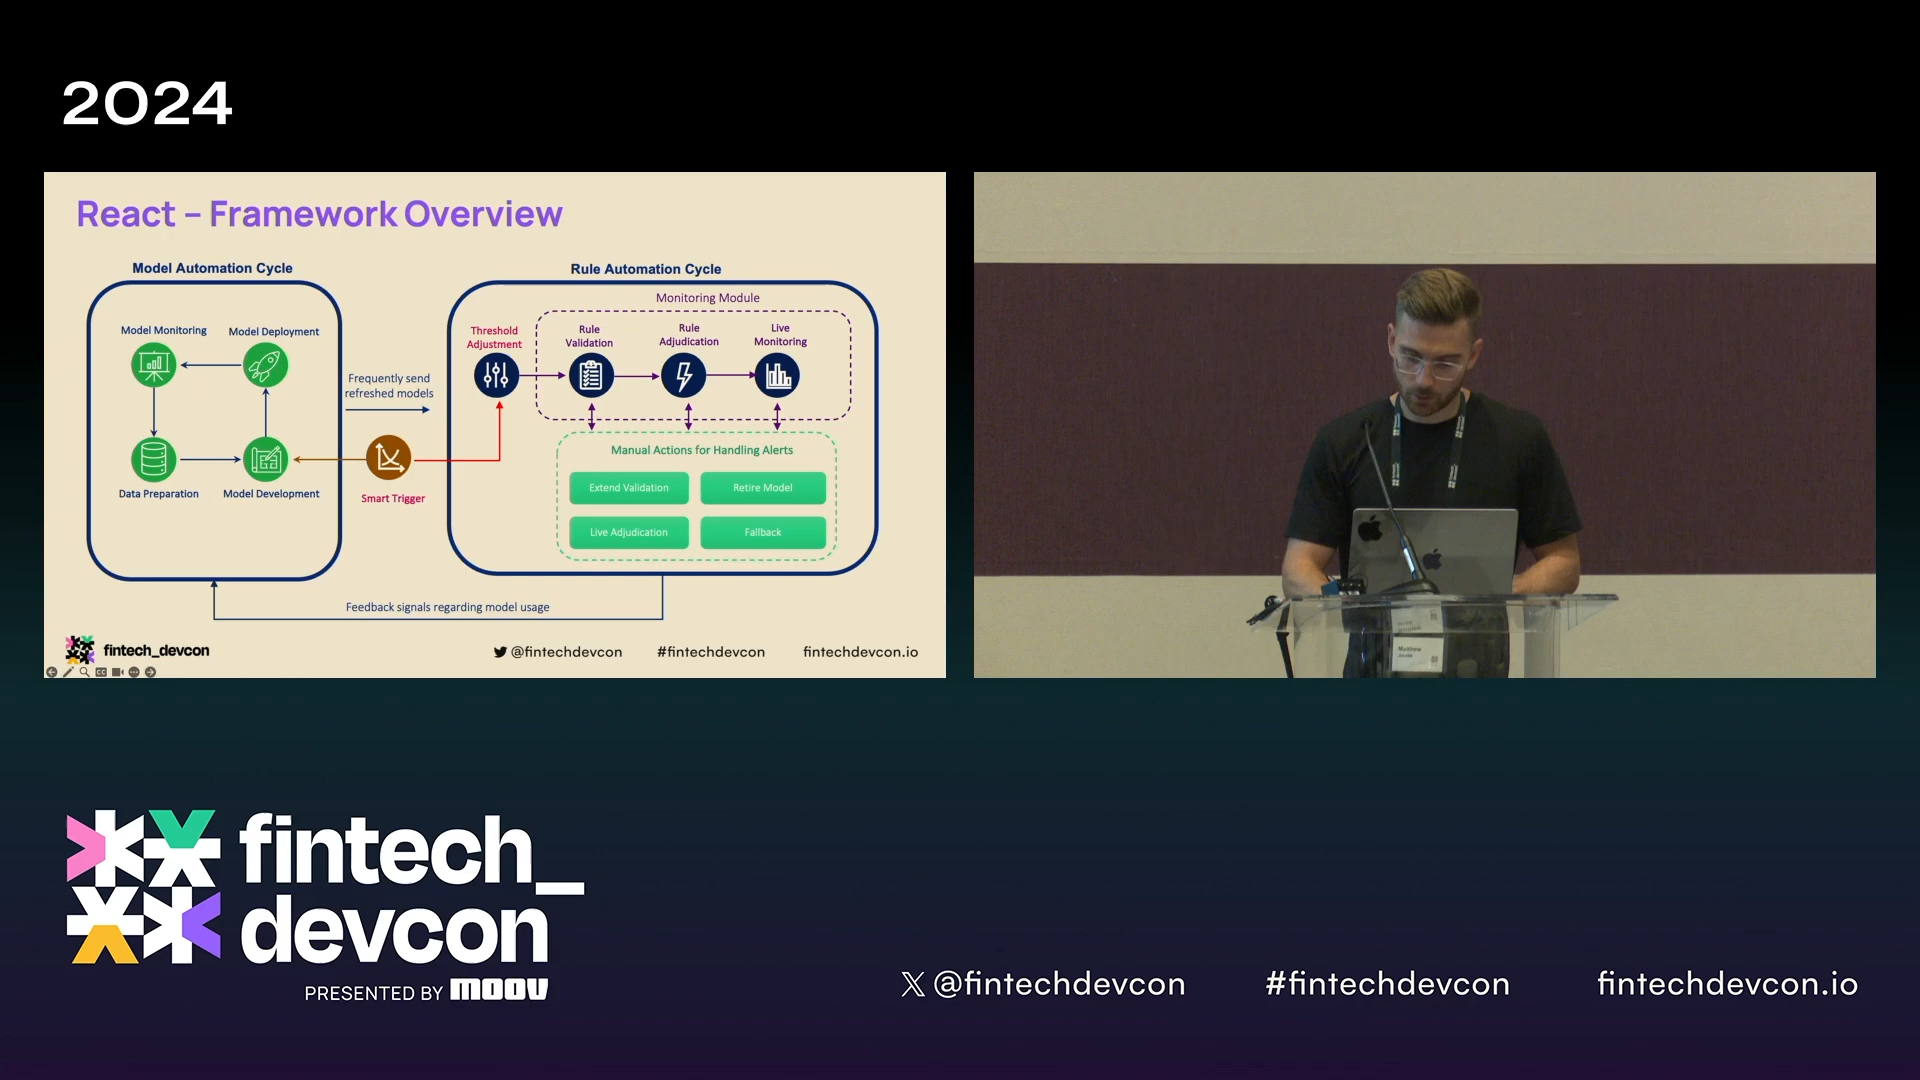 2024
React – Framework Overview
Model Automation Cycle
Model Monitoring
Model Deployment
Data Preparation
Model Development
Frequently send
refreshed models
Smart Trigger
Rule Automation Cycle
Monitoring Module
Threshold
Adjustment
Rule
Validation
Rule
Adjudication
Live
Monitoring
Manual Actions for Handling Alerts
Extend Validation
Retire Model
Live Adjudication
Fallback
Feedback signals regarding model usage
fintech_devcon
@fintechdevcon
#fintechdevcon
fintechdevcon.io
CC
Matthew
fintech_
devcon
PRESENTED BY moov
@fintechdevcon
#fintechdevcon
fintechdevcon.io